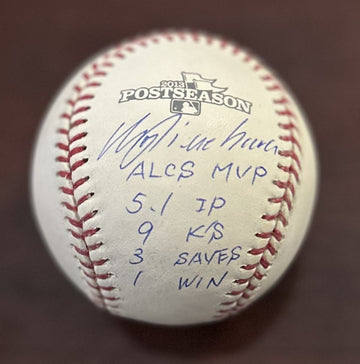 2013
POSTSEASON
ALCS MVP
5.1 IP
9 K'S
3 SAVES
1 WIN